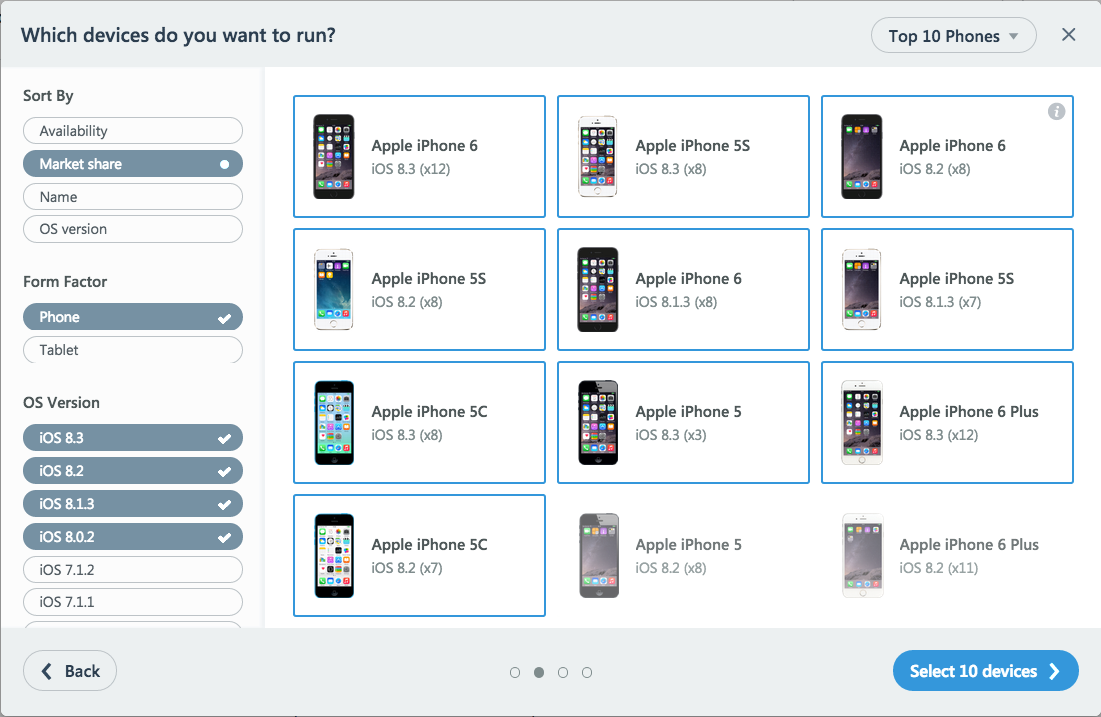 Which devices do you want to run?
Top 10 Phones
Sort By
Availability
Market share
Name
OS version
Form Factor
Phone
Tablet
OS Version
iOS 8.3
iOS 8.2
iOS 8.1.3
iOS 8.0.2
iOS 7.1.2
iOS 7.1.1
Apple iPhone 6
iOS 8.3 (x12)
Apple iPhone 5S
iOS 8.3 (x8)
Apple iPhone 6
iOS 8.2 (x8)
i
Apple iPhone 5S
iOS 8.2 (x8)
Apple iPhone 6
iOS 8.1.3 (x8)
Apple iPhone 5S
iOS 8.1.3 (x7)
Apple iPhone 5C
iOS 8.3 (x8)
Apple iPhone 5
iOS 8.3 (x3)
Apple iPhone 6 Plus
iOS 8.3 (x12)
Apple iPhone 5C
iOS 8.2 (x7)
Apple iPhone 5
iOS 8.2 (x8)
Apple iPhone 6 Plus
iOS 8.2 (x11)
Back
Select 10 devices